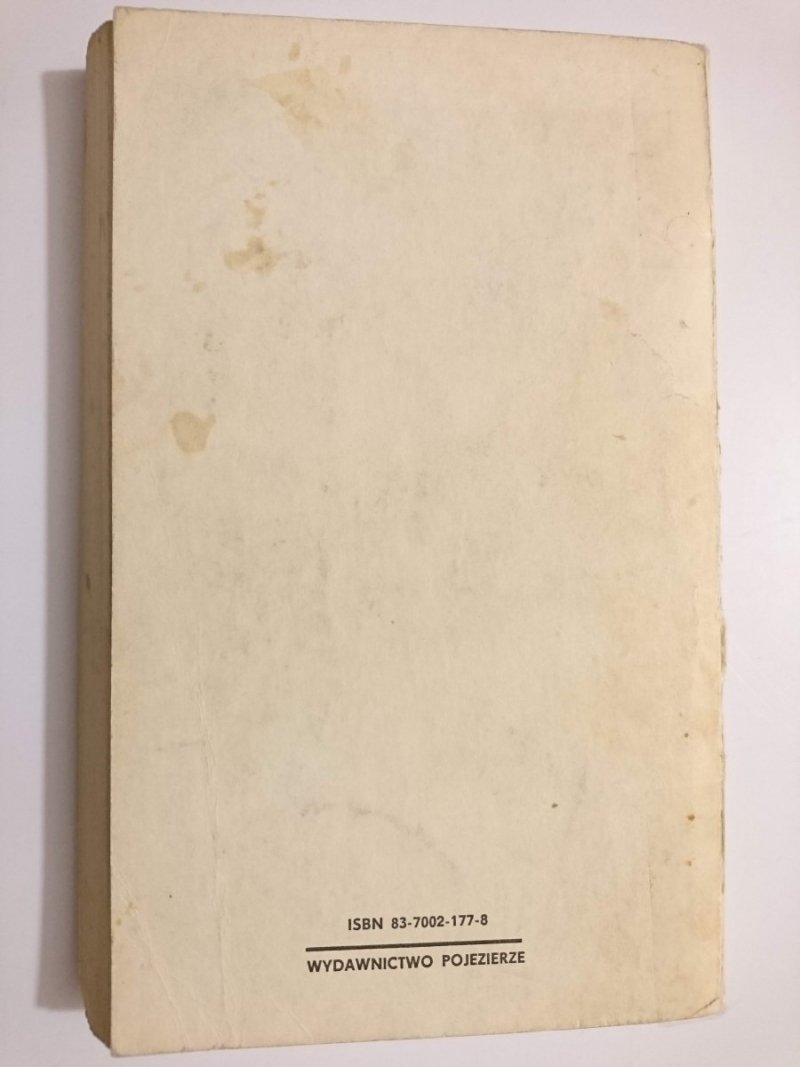 ISBN 83-7002-177-8
WYDAWNICTWO POJEZIERZE